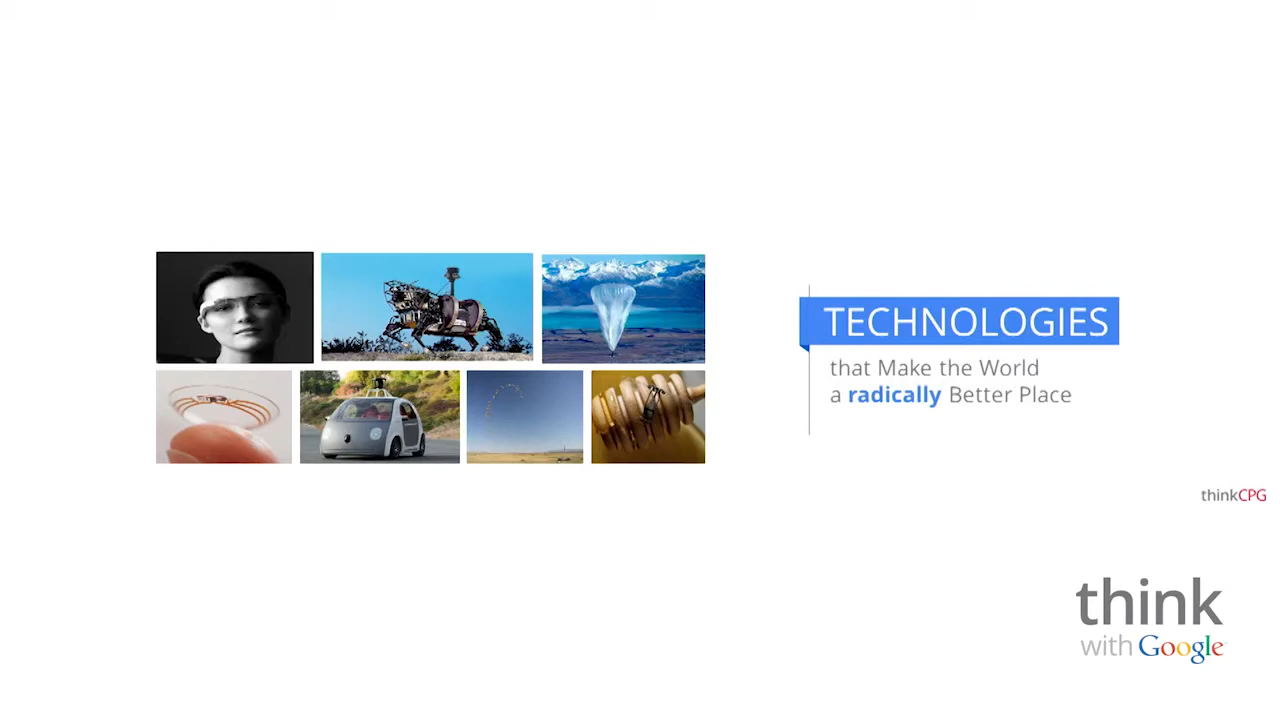 TECHNOLOGIES
that Make the World
a radically Better Place
thinkCPG
think
with Google